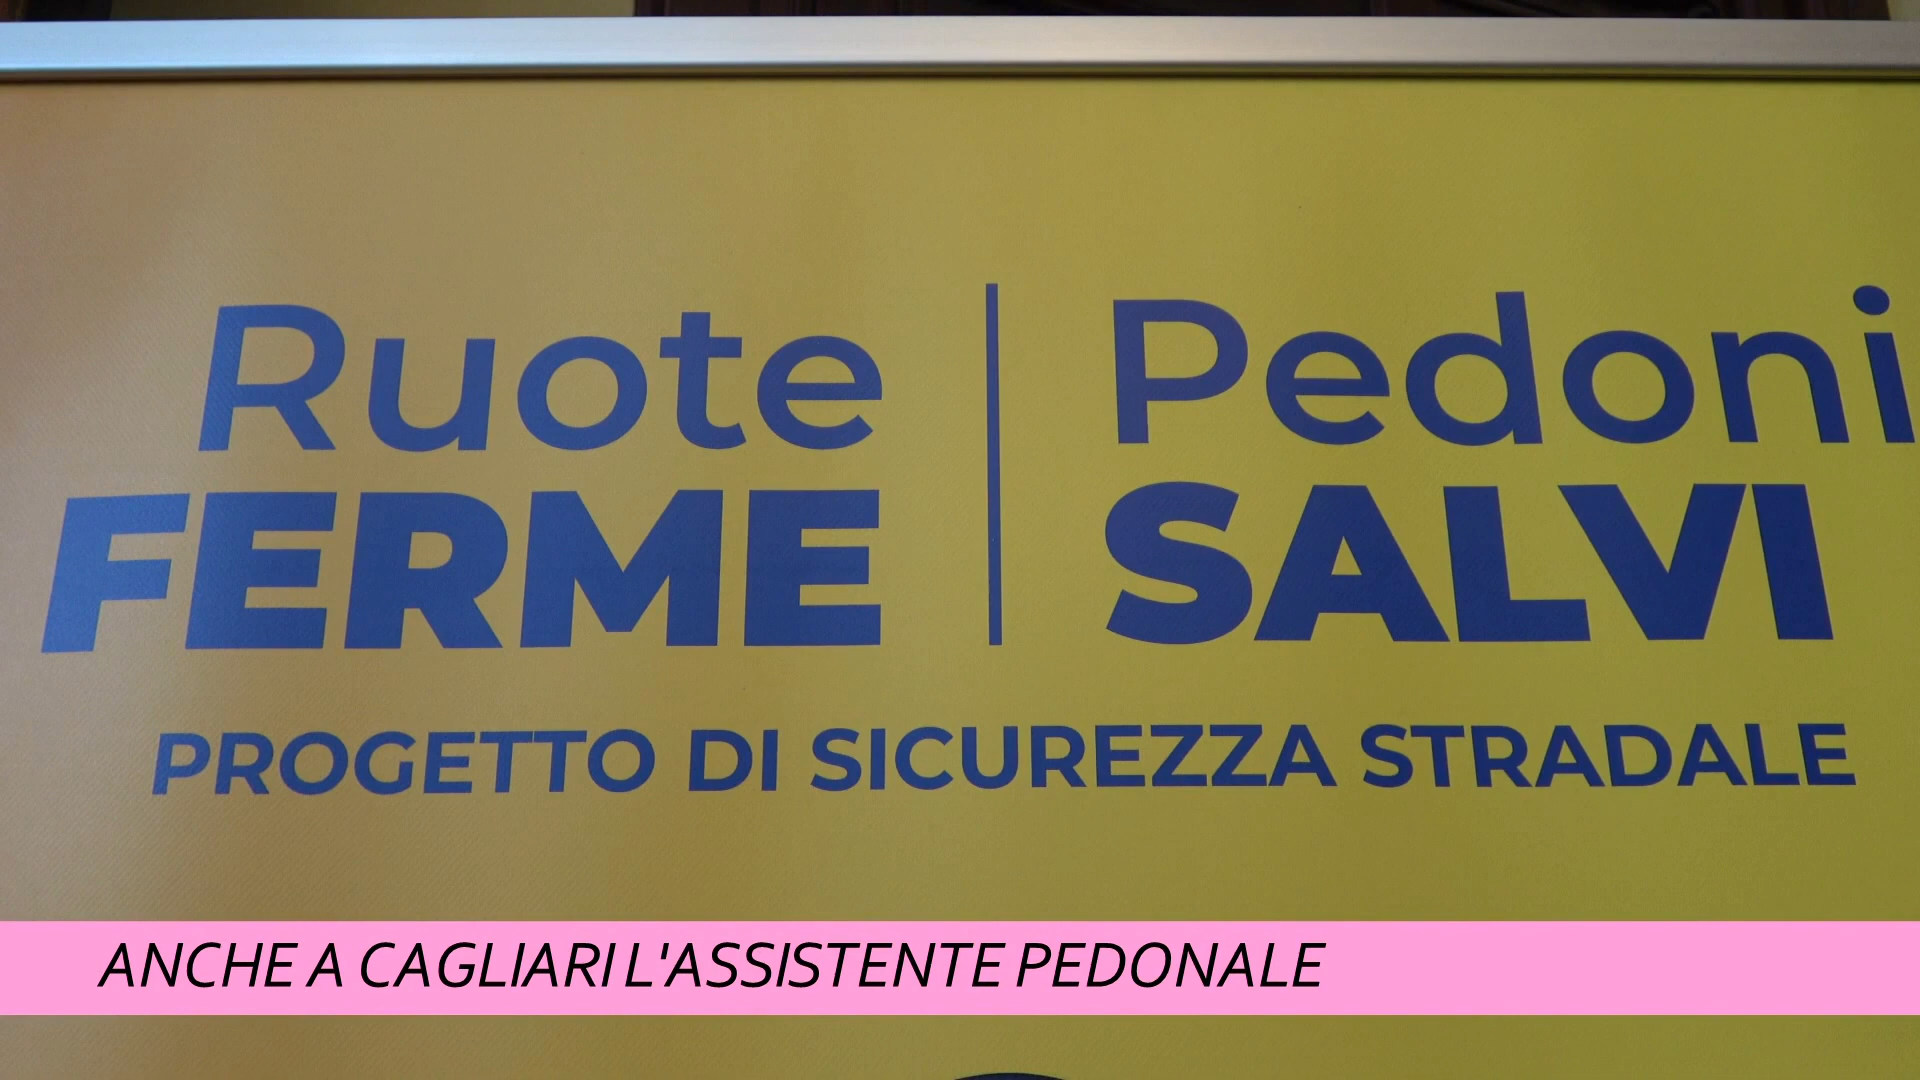 Ruote
FERME
Pedoni
SALVI
PROGETTO DI SICUREZZA STRADALE
ANCHE A CAGLIARI L'ASSISTENTE PEDONALE